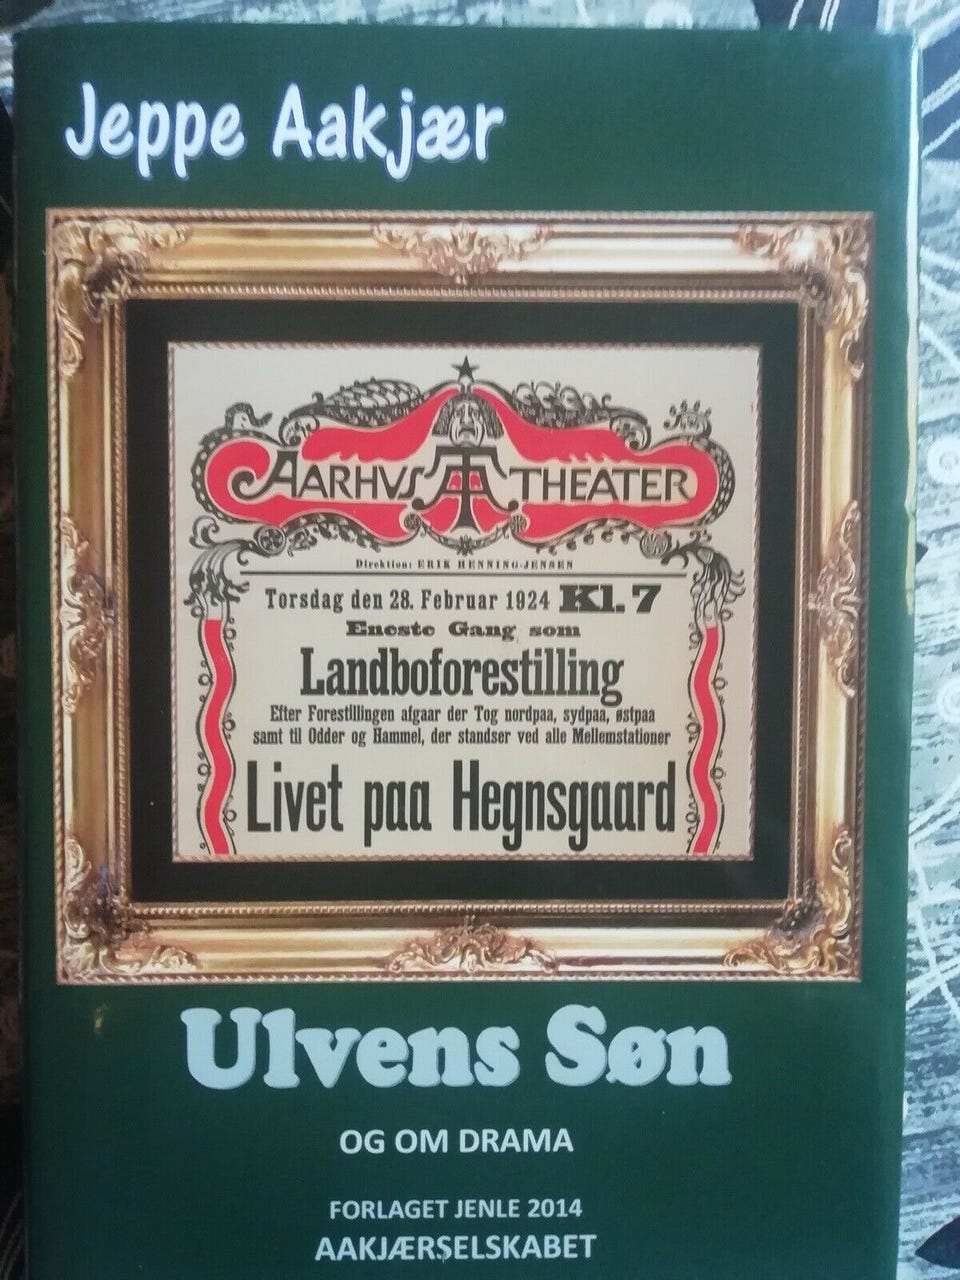 Jeppe Aakjær
AARHVS AT THEATER
Direktion: ERIK HENNING-JENSEN
Torsdag den 28. Februar 1924 Kl. 7
Eneste Gang som
Landboforestilling
Efter Forestillingen afgaar der Tog nordpaa, sydpaa, østpaa
samt til Odder og Hammel, der standser ved alle Mellemstationer
Livet paa Hegnsgaard
Ulvens Søn
OG OM DRAMA
FORLAGET JENLE 2014
AAKJÆRSELSKABET